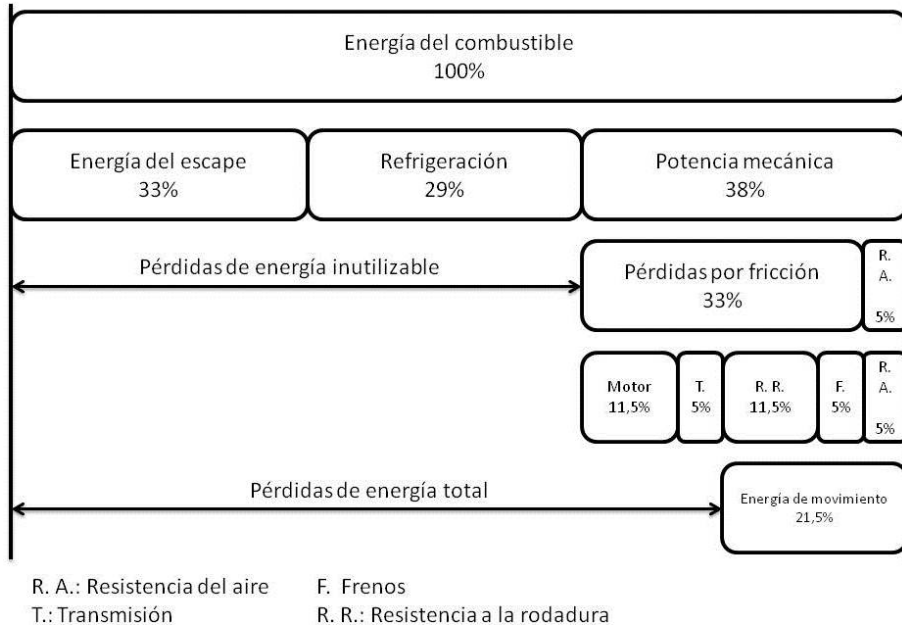 Energía del combustible
100%
Energía del escape
33%
Refrigeración
29%
Potencia mecánica
38%
Pérdidas de energía inutilizable
Pérdidas por fricción
33%
R.
A.
5%
Motor
11,5%
T.
5%
R. R.
11,5%
F.
5%
R.
A.
5%
Pérdidas de energía total
Energía de movimiento
21,5%
R. A.: Resistencia del aire
F. Frenos
T.: Transmisión
R. R.: Resistencia a la rodadura